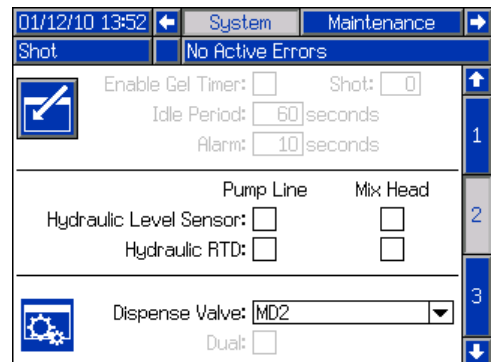 01/12/10 13:52 System Maintenance
Shot No Active Errors
Enable Gel Timer: Shot: 0
Idle Period: 60 seconds
Alarm: 10 seconds
1
Pump Line Mix Head
Hydraulic Level Sensor:
2
Hydraulic RTD:
3
Dispense Valve: MD2
Dual: